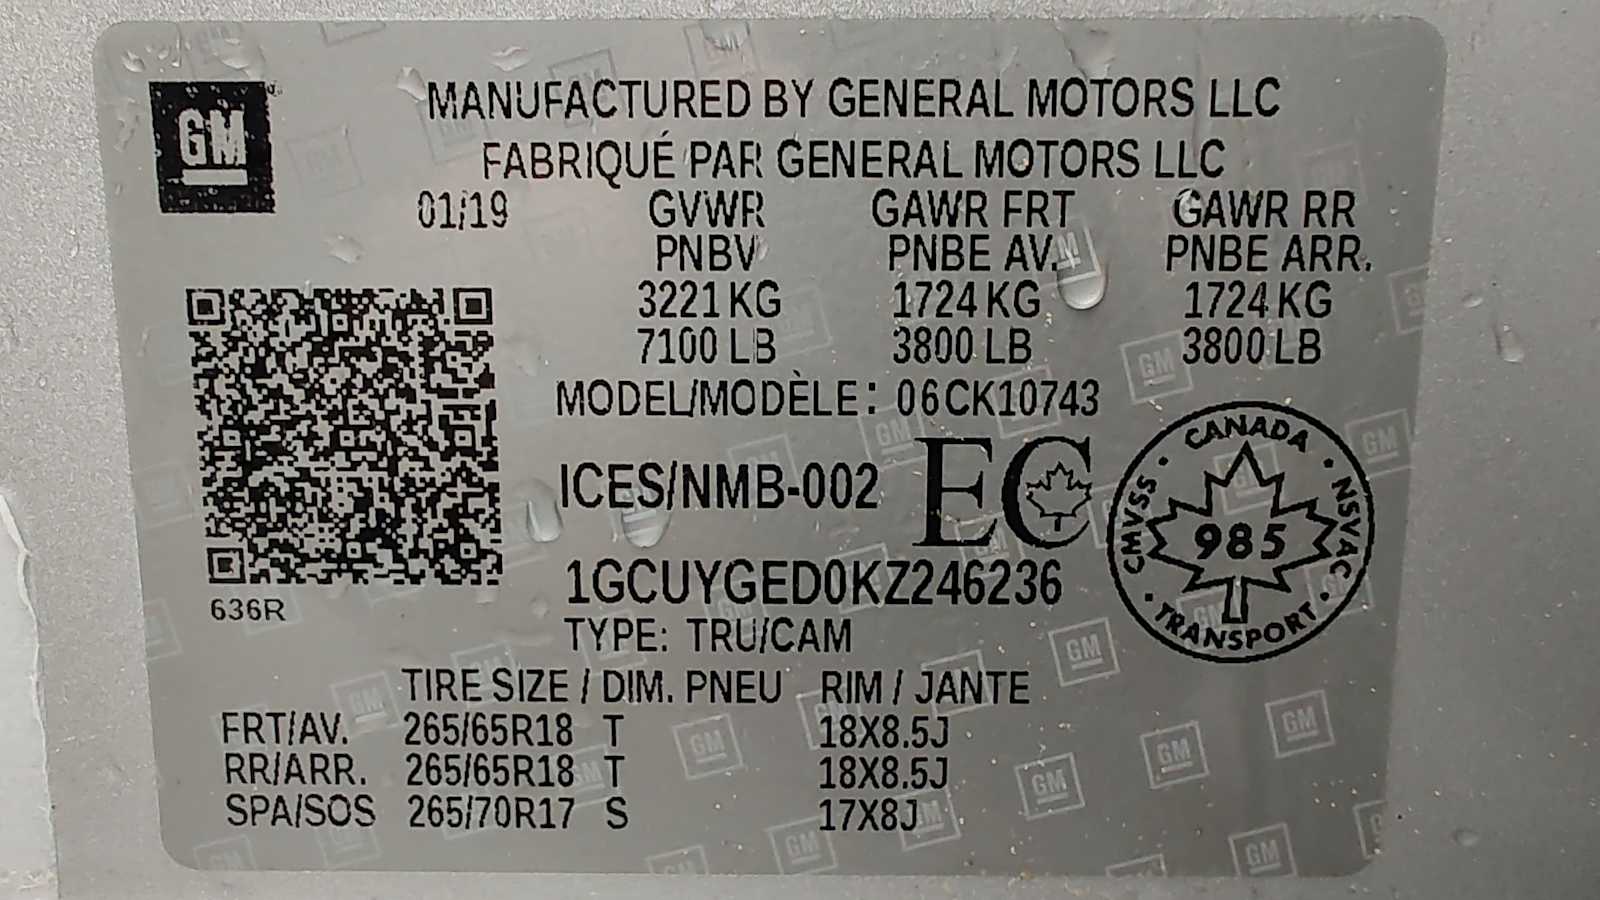 GM
MANUFACTURED BY GENERAL MOTORS LLC
FABRIQUÉ PAR GENERAL MOTORS LLC
01/19 GVWR GAWR FRT GAWR RR
PNBV PNBE AV. PNBE ARR.
3221 KG 1724 KG 1724 KG
7100 LB 3800 LB 3800 LB
MODEL/MODÈLE: 06CK10743
ICES/NMB-002 EC
CANADA
CMVSS · NSVAC
985
TRANSPORT
1GCUYGED0KZ246236
636R
TYPE: TRU/CAM
TIRE SIZE / DIM. PNEU RIM / JANTE
FRT/AV. 265/65R18 T 18X8.5J
RR/ARR. 265/65R18 T 18X8.5J
SPA/SOS 265/70R17 S 17X8J